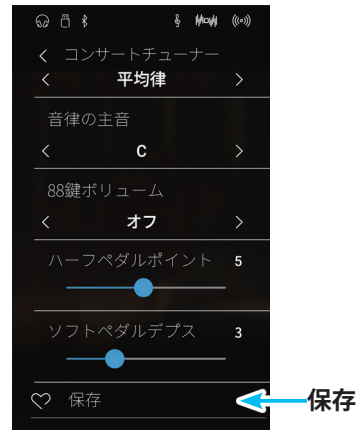 コンサートチューナー
平均律
音律の主音
C
88鍵ボリューム
オフ
ハーフペダルポイント 5
ソフトペダルデプス 3
保存 保存